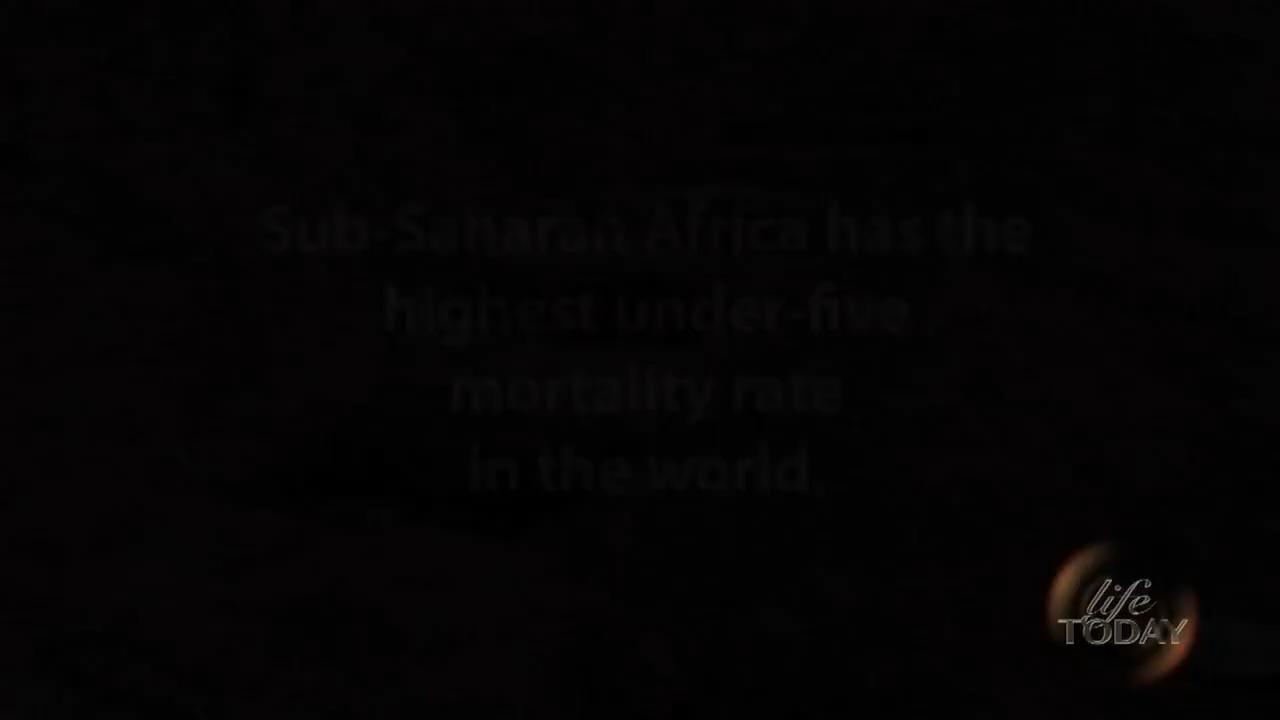 Sub-Saharan Africa has the
highest under-five
mortality rate
in the world.
life
TODAY